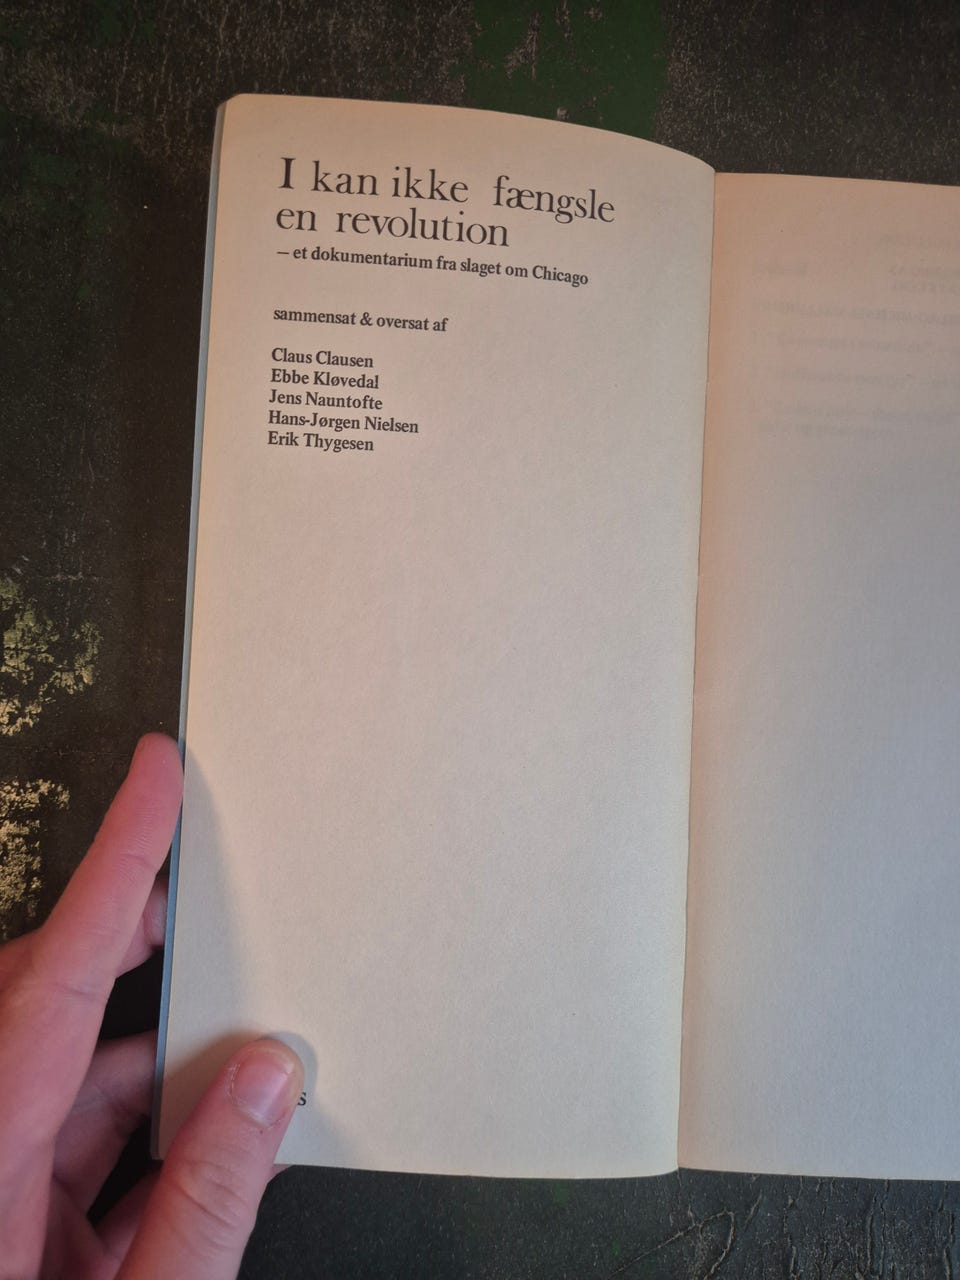 I kan ikke fængsle
en revolution
– et dokumentarium fra slaget om Chicago
sammensat & oversat af
Claus Clausen
Ebbe Kløvedal
Jens Nauntofte
Hans-Jørgen Nielsen
Erik Thygesen